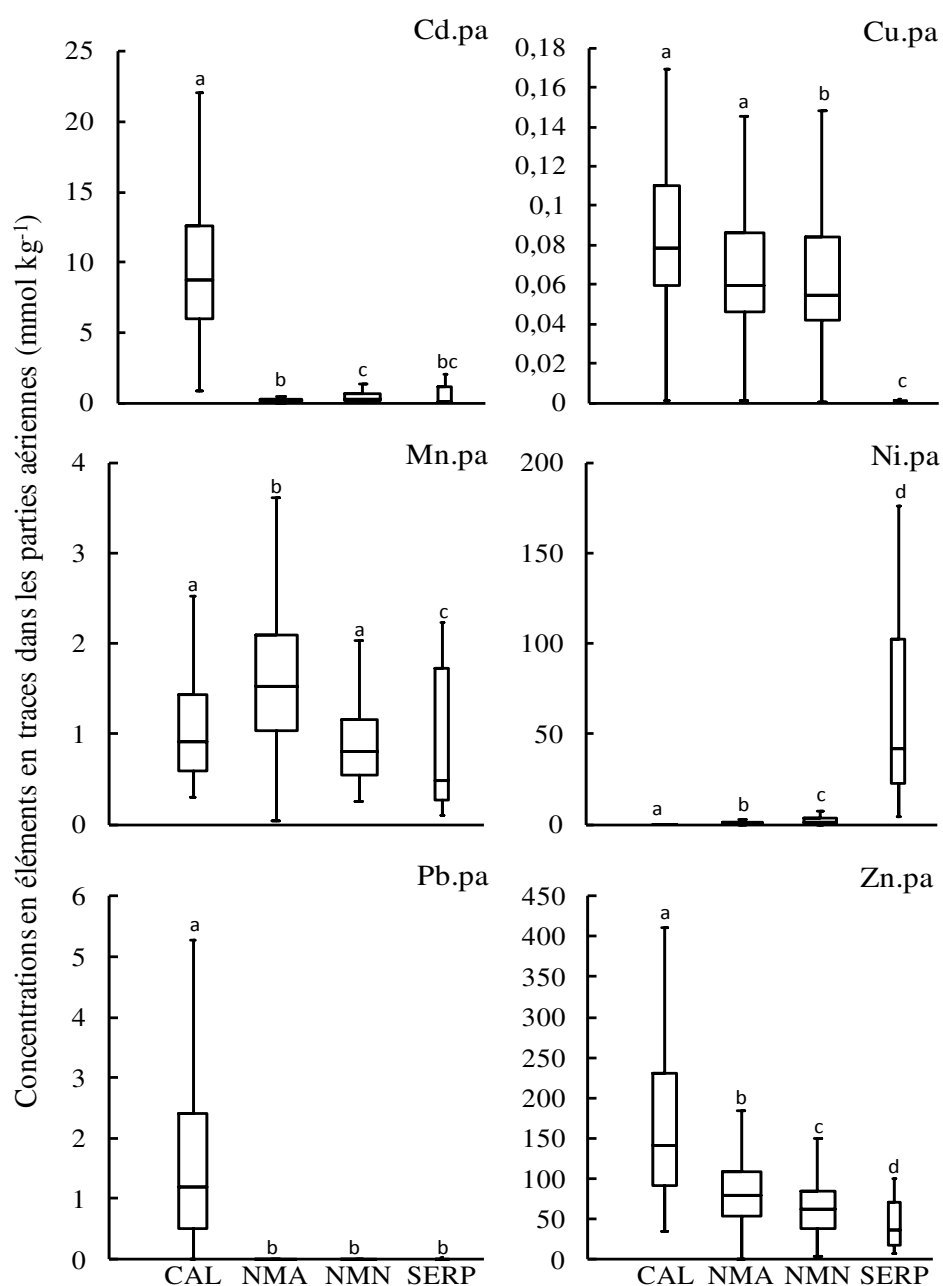 Concentrations en éléments en traces dans les parties aériennes (mmol kg-1)
Cd.pa
25
20
15
10
5
0
a
b
c
bc
Cu.pa
0,18
0,16
0,14
0,12
0,1
0,08
0,06
0,04
0,02
0
a
a
b
c
Mn.pa
4
3
2
1
0
a
b
a
c
Ni.pa
200
150
100
50
0
a
b
c
d
Pb.pa
6
5
4
3
2
1
0
a
b
b
b
CAL NMA NMN SERP
Zn.pa
450
400
350
300
250
200
150
100
50
0
a
b
c
d
CAL NMA NMN SERP